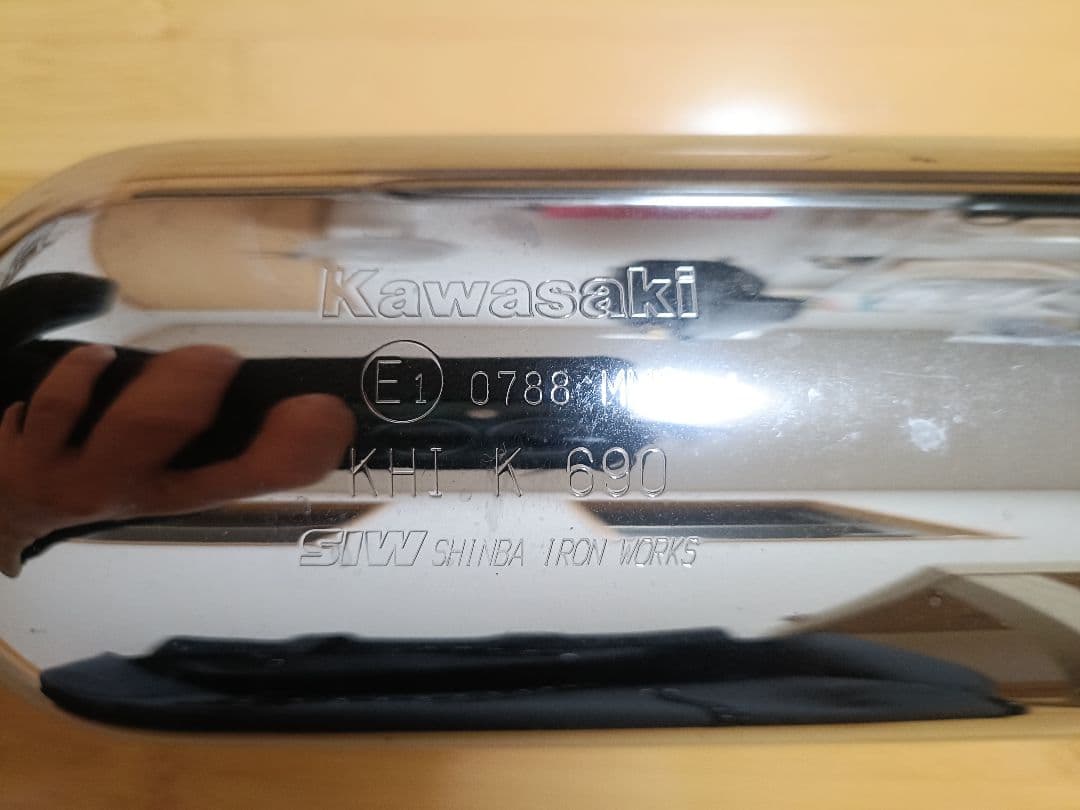 Kawasaki
E1 0788
KHI K 690
SIW SHINBA IRON WORKS